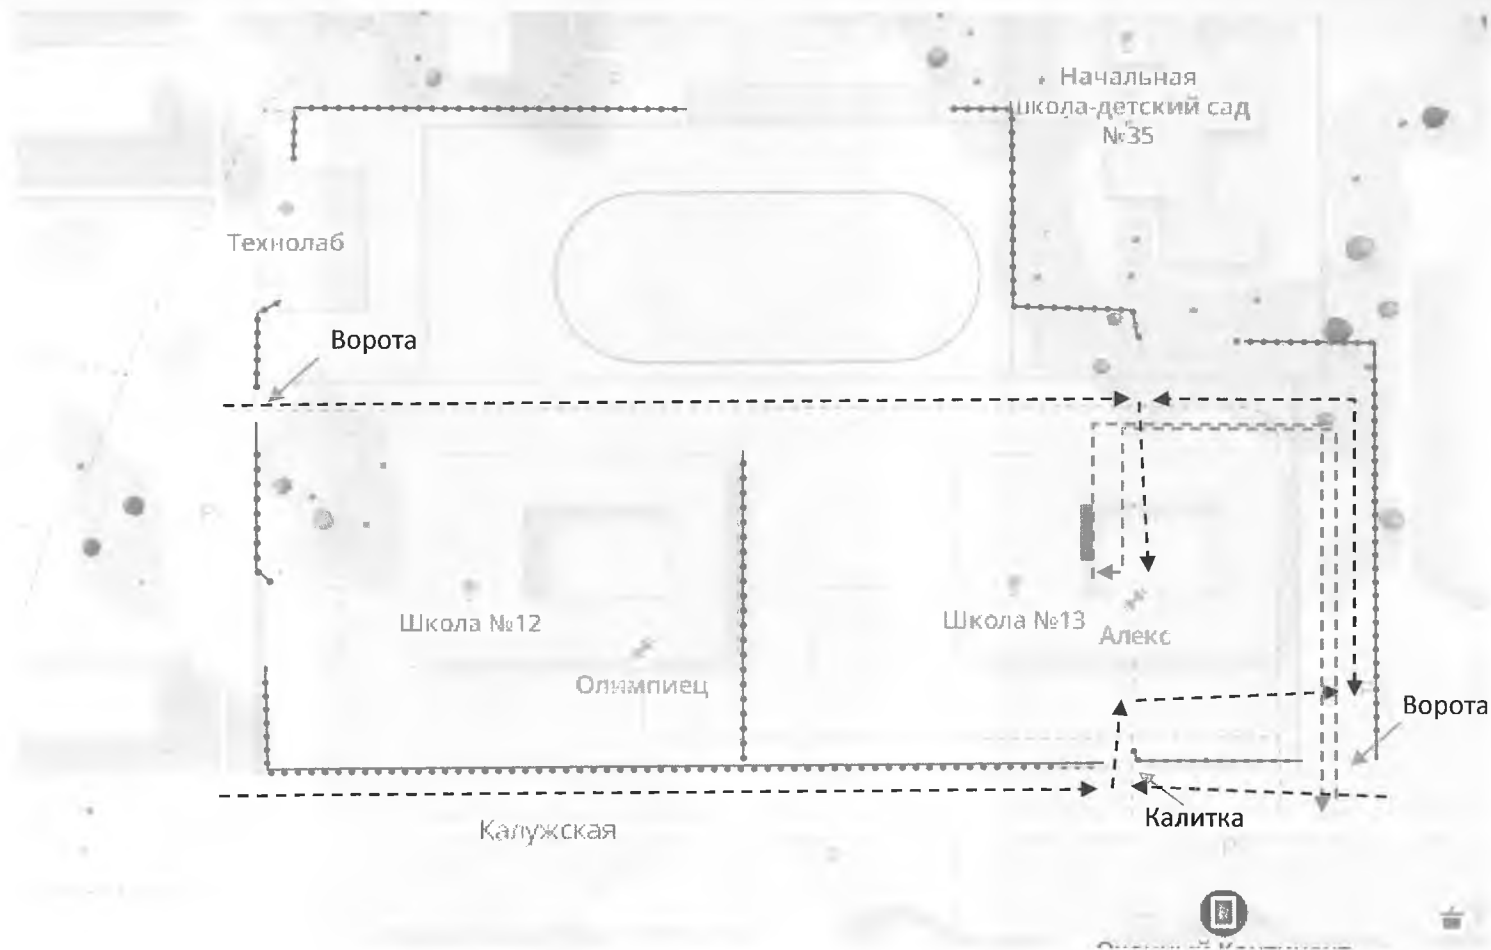 Начальная
школа-детский сад
№35
Технолаб
Ворота
Школа №12
Олимпиец
Школа №13
Алекс
Ворота
Калитка
Калужская